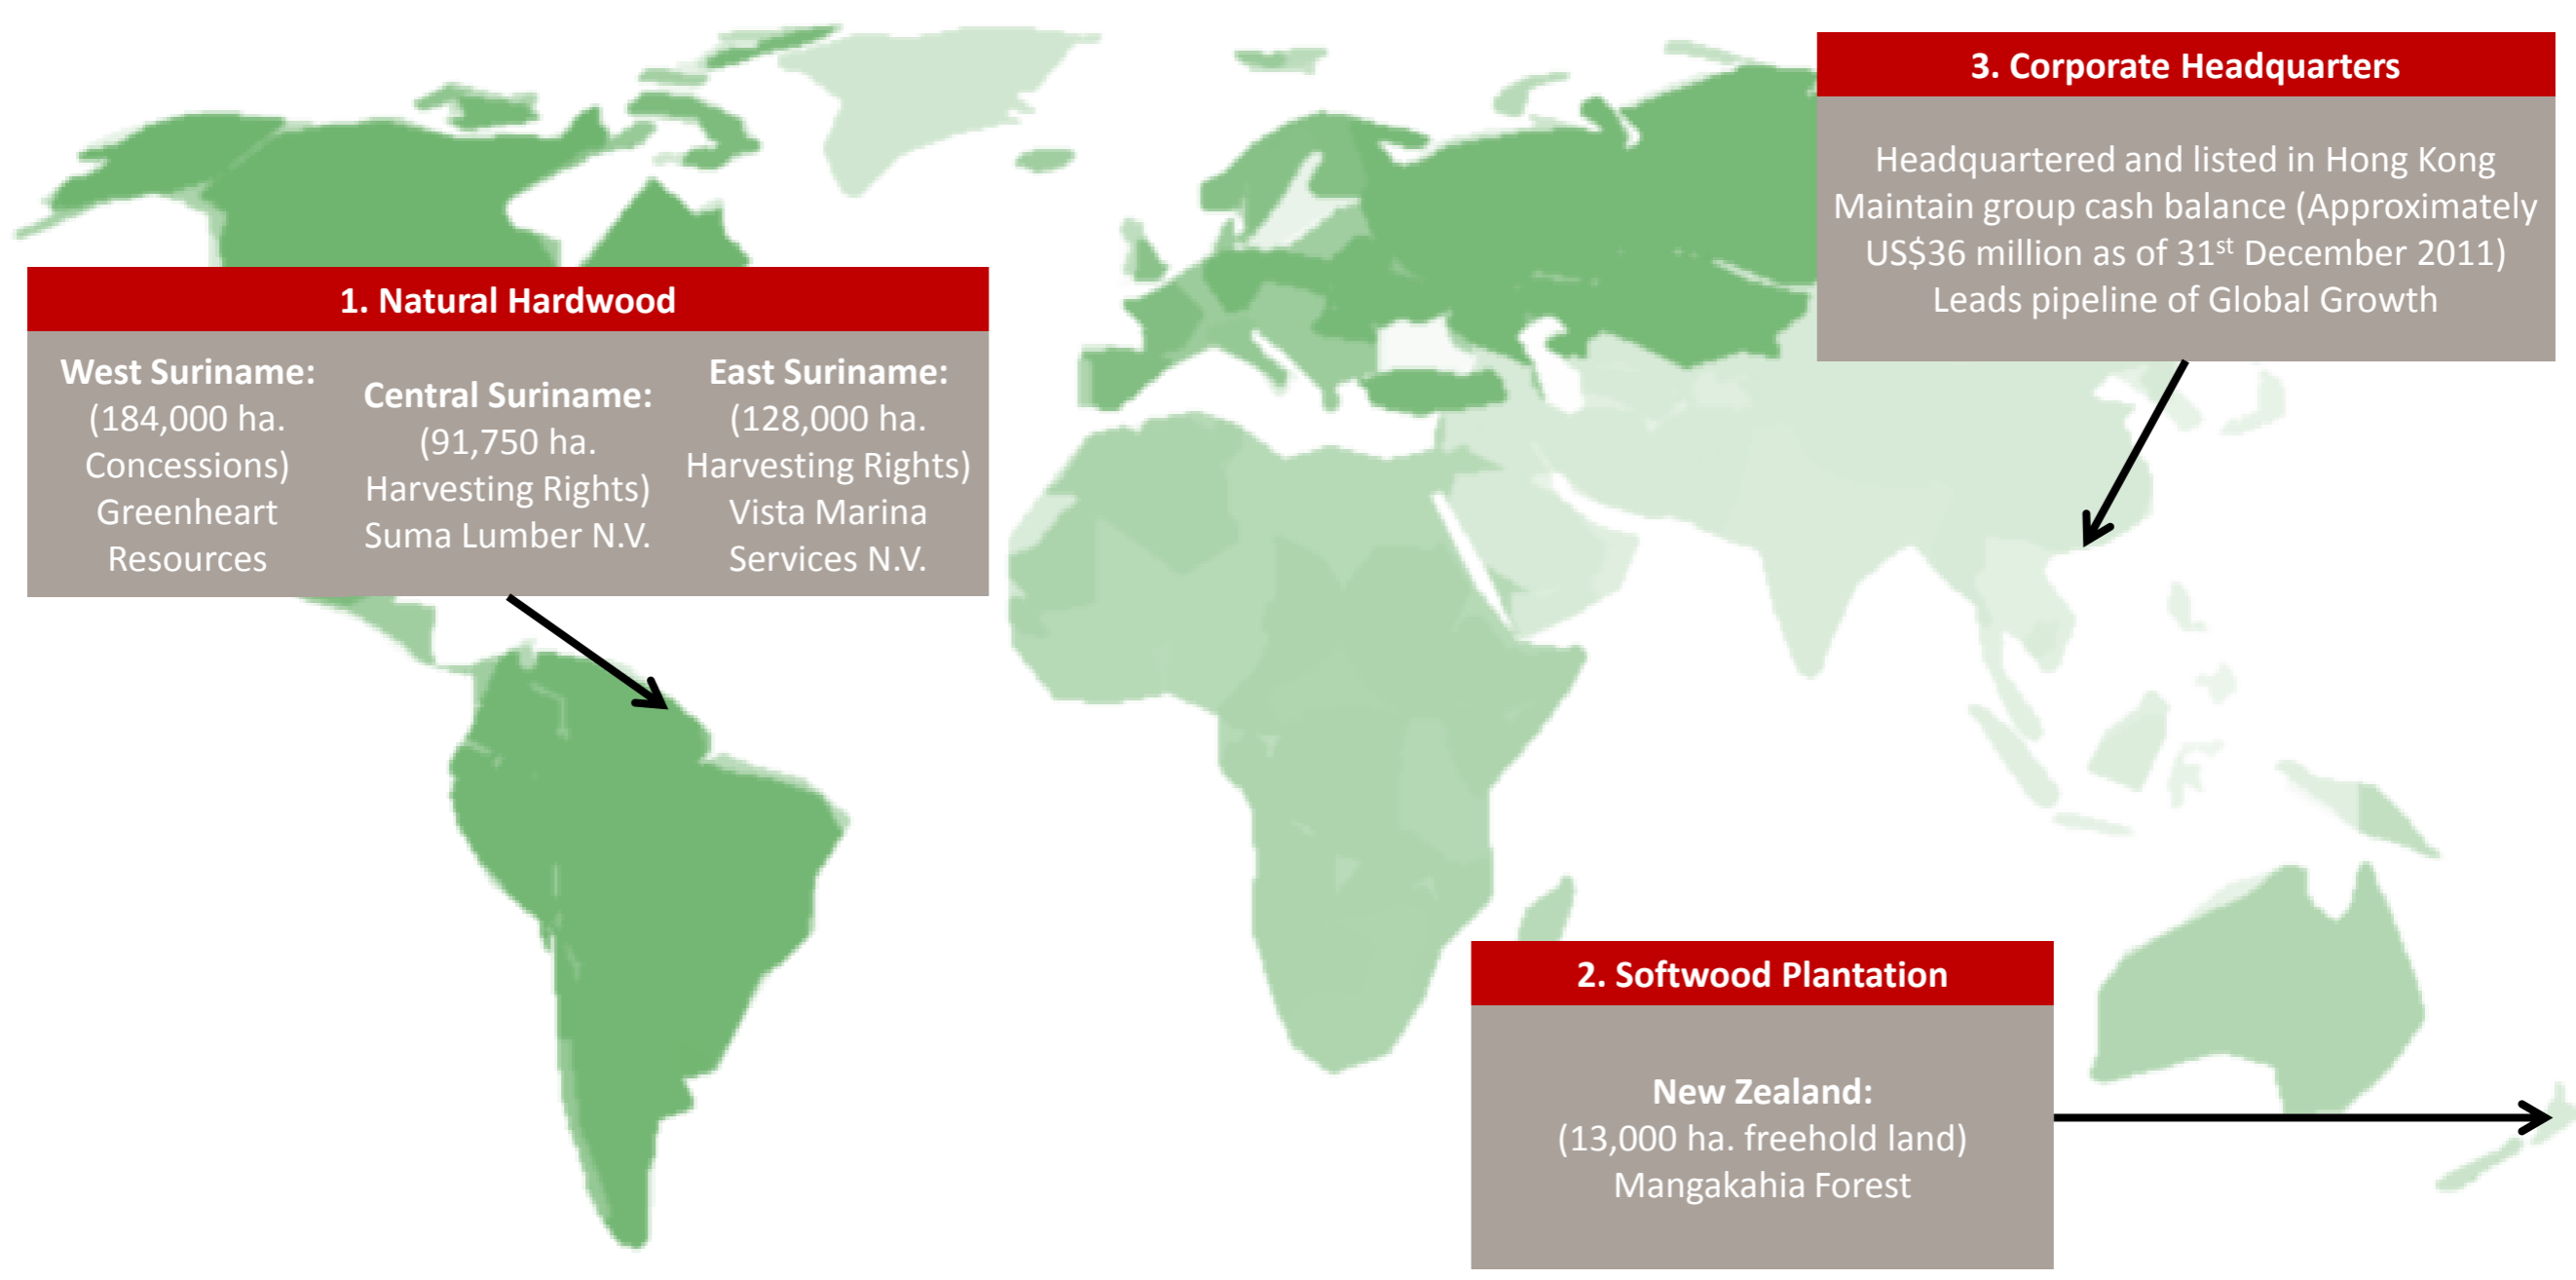 1. Natural Hardwood
West Suriname:
(184,000 ha.
Concessions)
Greenheart
Resources
Central Suriname:
(91,750 ha.
Harvesting Rights)
Suma Lumber N.V.
East Suriname:
(128,000 ha.
Harvesting Rights)
Vista Marina
Services N.V.
3. Corporate Headquarters
Headquartered and listed in Hong Kong
Maintain group cash balance (Approximately
US$36 million as of 31st December 2011)
Leads pipeline of Global Growth
2. Softwood Plantation
New Zealand:
(13,000 ha. freehold land)
Mangakahia Forest